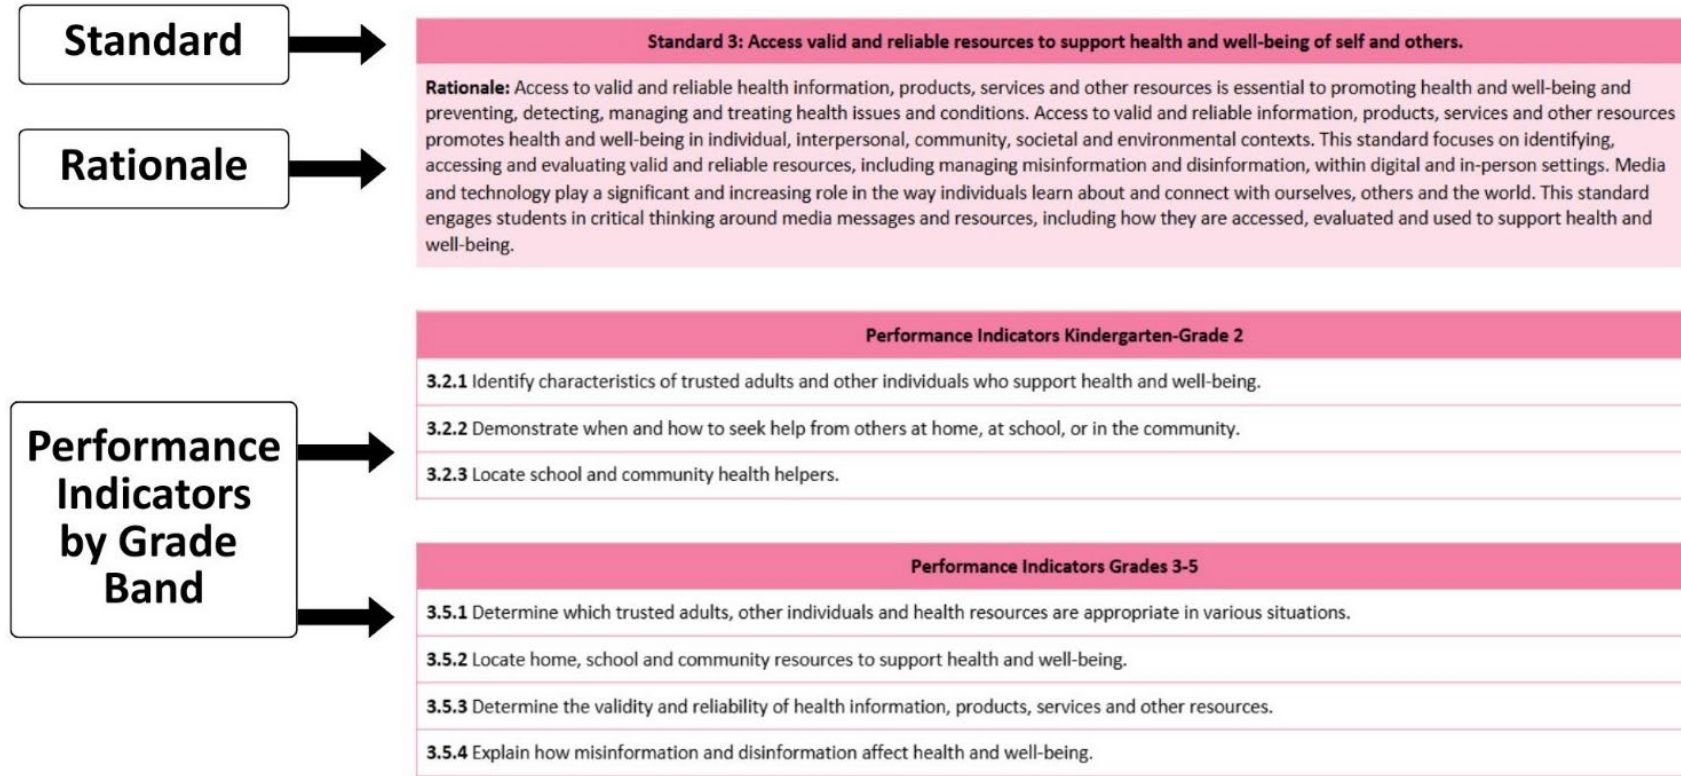 Standard
Standard 3: Access valid and reliable resources to support health and well-being of self and others.
Rationale
Rationale: Access to valid and reliable health information, products, services and other resources is essential to promoting health and well-being and
preventing, detecting, managing and treating health issues and conditions. Access to valid and reliable information, products, services and other resources
promotes health and well-being in individual, interpersonal, community, societal and environmental contexts. This standard focuses on identifying,
accessing and evaluating valid and reliable resources, including managing misinformation and disinformation, within digital and in-person settings. Media
and technology play a significant and increasing role in the way individuals learn about and connect with ourselves, others and the world. This standard
engages students in critical thinking around media messages and resources, including how they are accessed, evaluated and used to support health and
well-being.
Performance
Indicators
by Grade
Band
Performance Indicators Kindergarten-Grade 2
3.2.1 Identify characteristics of trusted adults and other individuals who support health and well-being.
3.2.2 Demonstrate when and how to seek help from others at home, at school, or in the community.
3.2.3 Locate school and community health helpers.
Performance Indicators Grades 3-5
3.5.1 Determine which trusted adults, other individuals and health resources are appropriate in various situations.
3.5.2 Locate home, school and community resources to support health and well-being.
3.5.3 Determine the validity and reliability of health information, products, services and other resources.
3.5.4 Explain how misinformation and disinformation affect health and well-being.